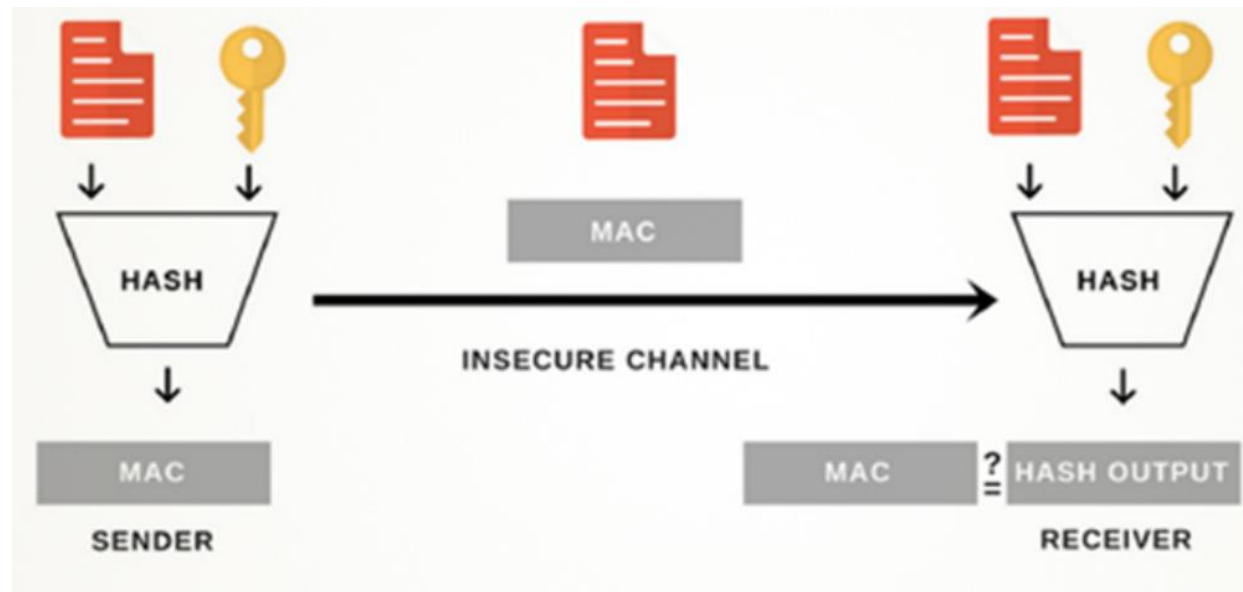 MAC
HASH
HASH
INSECURE CHANNEL
MAC
MAC
?
=
HASH OUTPUT
SENDER
RECEIVER